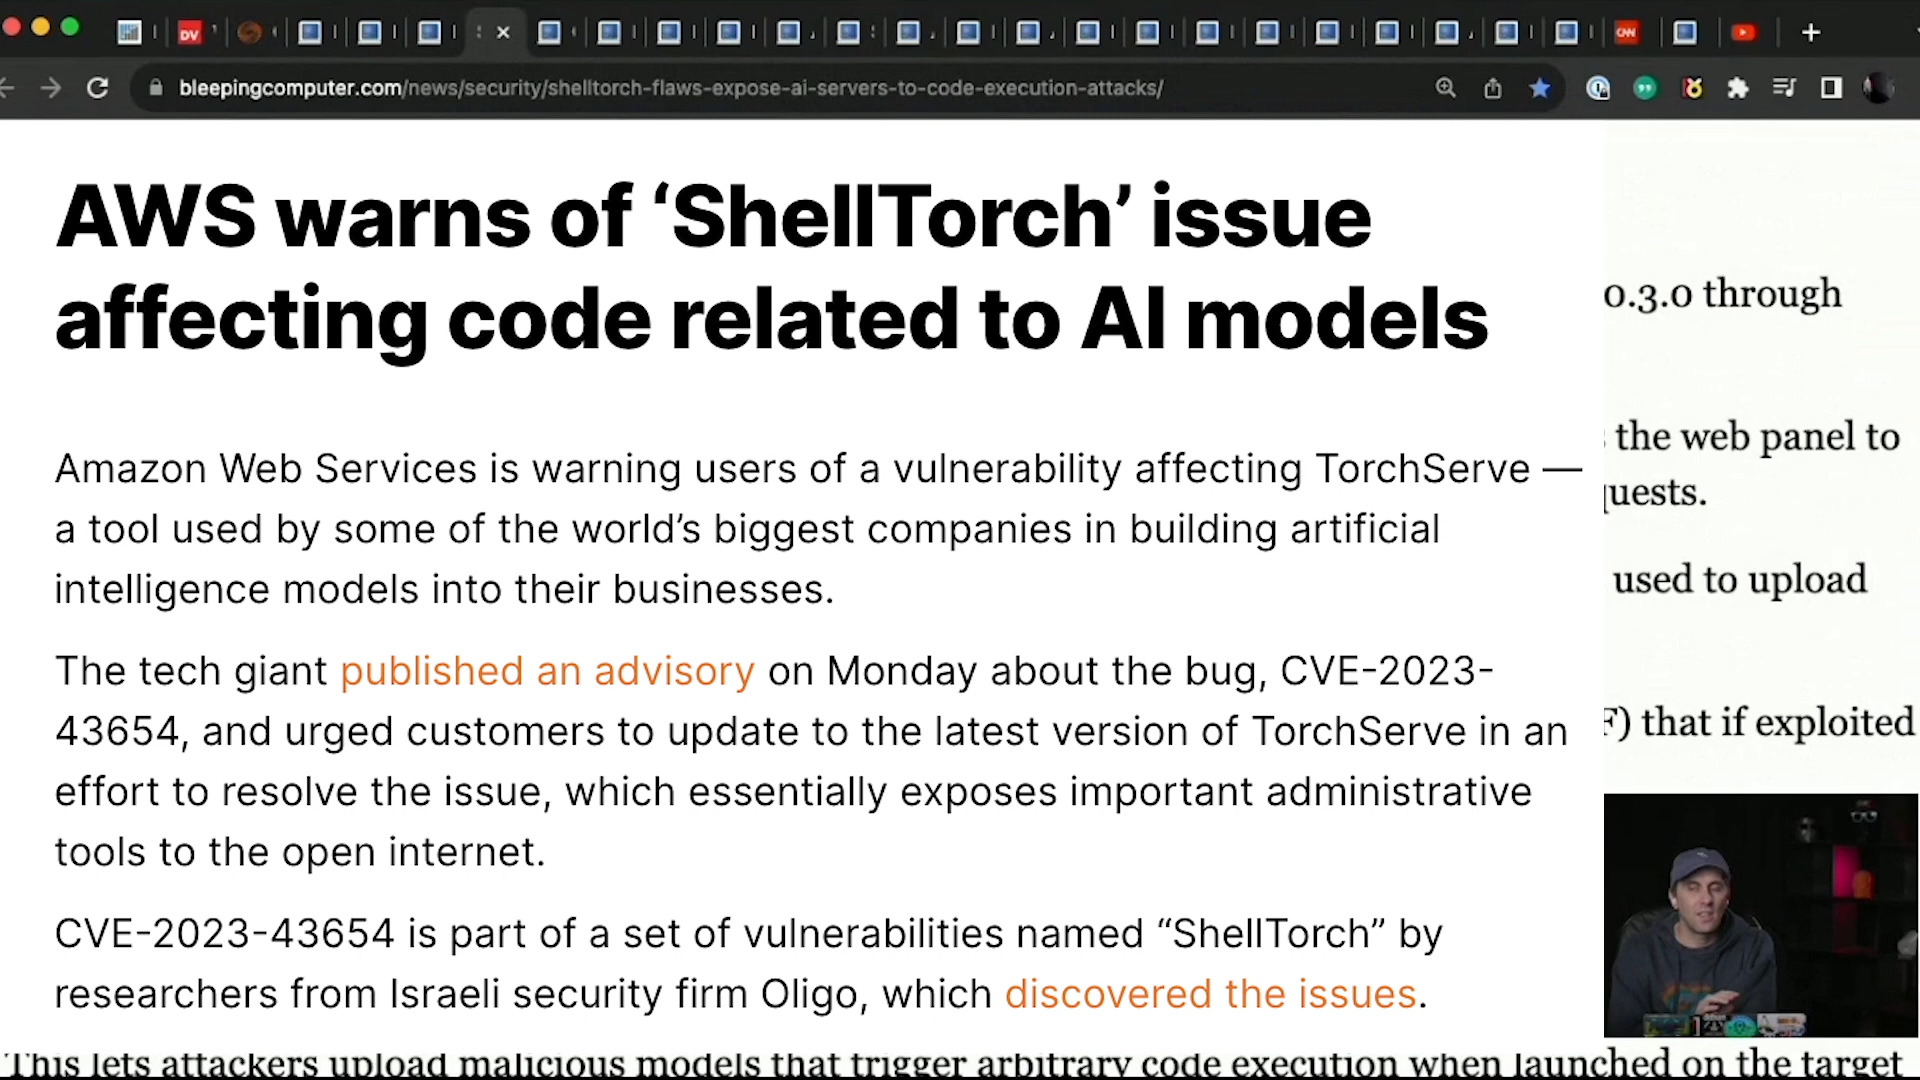 DV
CNN
bleepingcomputer.com/news/security/shelltorch-flaws-expose-ai-servers-to-code-execution-attacks/
AWS warns of ‘ShellTorch’ issue
affecting code related to AI models
0.3.0 through
Amazon Web Services is warning users of a vulnerability affecting TorchServe —
the web panel to
a tool used by some of the world’s biggest companies in building artificial
intelligence models into their businesses.
used to upload
The tech giant published an advisory on Monday about the bug, CVE-2023-
43654, and urged customers to update to the latest version of TorchServe in an
that if exploited
effort to resolve the issue, which essentially exposes important administrative
tools to the open internet.
CVE-2023-43654 is part of a set of vulnerabilities named “ShellTorch” by
researchers from Israeli security firm Oligo, which discovered the issues.
This lets attackers upload malicious models that trigger arbitrary code execution when launched on the target